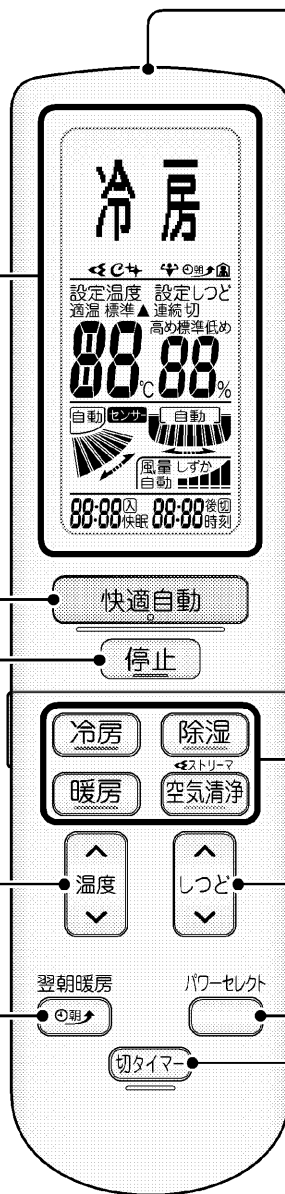 冷房
設定温度 設定しつど
適温 標準▲ 連続 切
高め標準低め
88℃ 88%
自動 センサー 自動
風量 しずか
自動
88:88入 88:88後切
快眠 時刻
快適自動
停止
冷房 除湿
ストリーマ
暖房 空気清浄
温度 しつど
翌朝暖房 パワーセレクト
朝
切タイマー